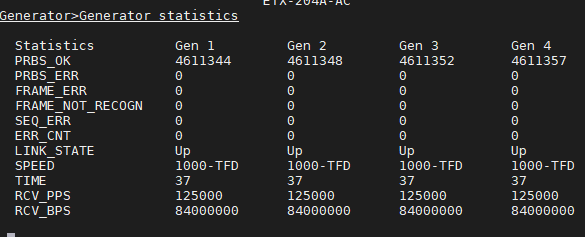 ETX-204A-AC
Generator>Generator statistics
Statistics Gen 1 Gen 2 Gen 3 Gen 4
PRBS_OK 4611344 4611348 4611352 4611357
PRBS_ERR 0 0 0 0
FRAME_ERR 0 0 0 0
FRAME_NOT_RECOGN 0 0 0 0
SEQ_ERR 0 0 0 0
ERR_CNT 0 0 0 0
LINK_STATE Up Up Up Up
SPEED 1000-TFD 1000-TFD 1000-TFD 1000-TFD
TIME 37 37 37 37
RCV_PPS 125000 125000 125000 125000
RCV_BPS 84000000 84000000 84000000 84000000